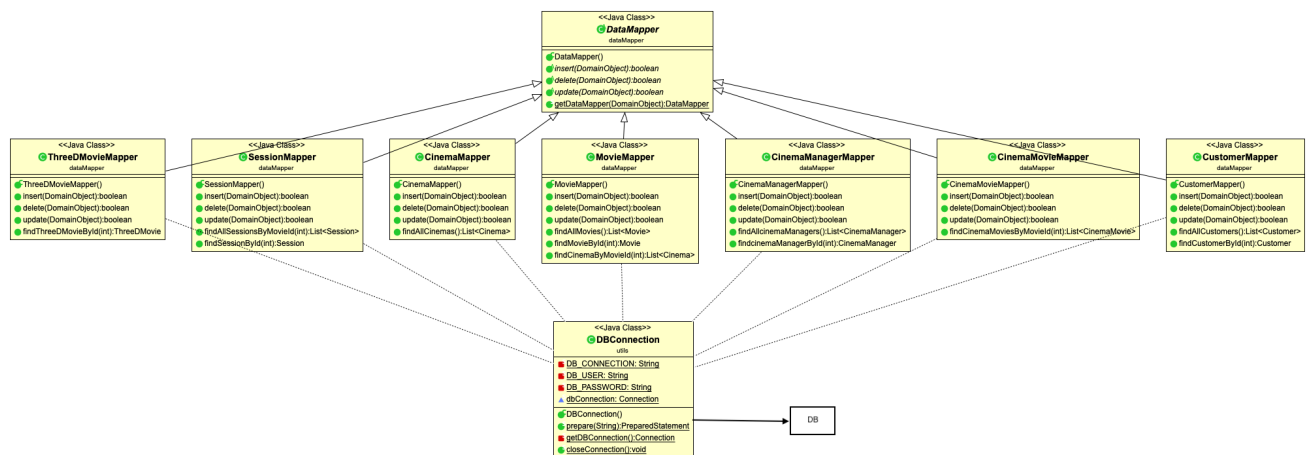 <<Java Class>>
DataMapper
dataMapper
DataMapper()
insert(DomainObject):boolean
delete(DomainObject):boolean
update(DomainObject):boolean
getDataMapper(DomainObject):DataMapper
<<Java Class>>
ThreeDMovieMapper
dataMapper
ThreeDMovieMapper()
insert(DomainObject):boolean
delete(DomainObject):boolean
update(DomainObject):boolean
findThreeDMovieById(int):ThreeDMovie
<<Java Class>>
SessionMapper
dataMapper
SessionMapper()
insert(DomainObject):boolean
delete(DomainObject):boolean
update(DomainObject):boolean
findAllSessionsByMovieId(int):List<Session>
findSessionById(int):Session
<<Java Class>>
CinemaMapper
dataMapper
CinemaMapper()
insert(DomainObject):boolean
delete(DomainObject):boolean
update(DomainObject):boolean
findAllCinemas():List<Cinema>
<<Java Class>>
MovieMapper
dataMapper
MovieMapper()
insert(DomainObject):boolean
delete(DomainObject):boolean
update(DomainObject):boolean
findAllMovies():List<Movie>
findMovieById(int):Movie
findCinemaByMovieId(int):List<Cinema>
<<Java Class>>
CinemaManagerMapper
dataMapper
CinemaManagerMapper()
insert(DomainObject):boolean
delete(DomainObject):boolean
update(DomainObject):boolean
findAllcinemaManagers():List<CinemaManager>
findcinemaManagerById(int):CinemaManager
<<Java Class>>
CinemaMovieMapper
dataMapper
CinemaMovieMapper()
insert(DomainObject):boolean
delete(DomainObject):boolean
update(DomainObject):boolean
findCinemaMoviesByMovieId(int):List<CinemaMovie>
<<Java Class>>
CustomerMapper
dataMapper
CustomerMapper()
insert(DomainObject):boolean
delete(DomainObject):boolean
update(DomainObject):boolean
findAllCustomers():List<Customer>
findCustomerById(int):Customer
<<Java Class>>
DBConnection
utils
DB_CONNECTION: String
DB_USER: String
DB_PASSWORD: String
dbConnection: Connection
DBConnection()
prepare(String):PreparedStatement
getDBConnection():Connection
closeConnection():void
DB